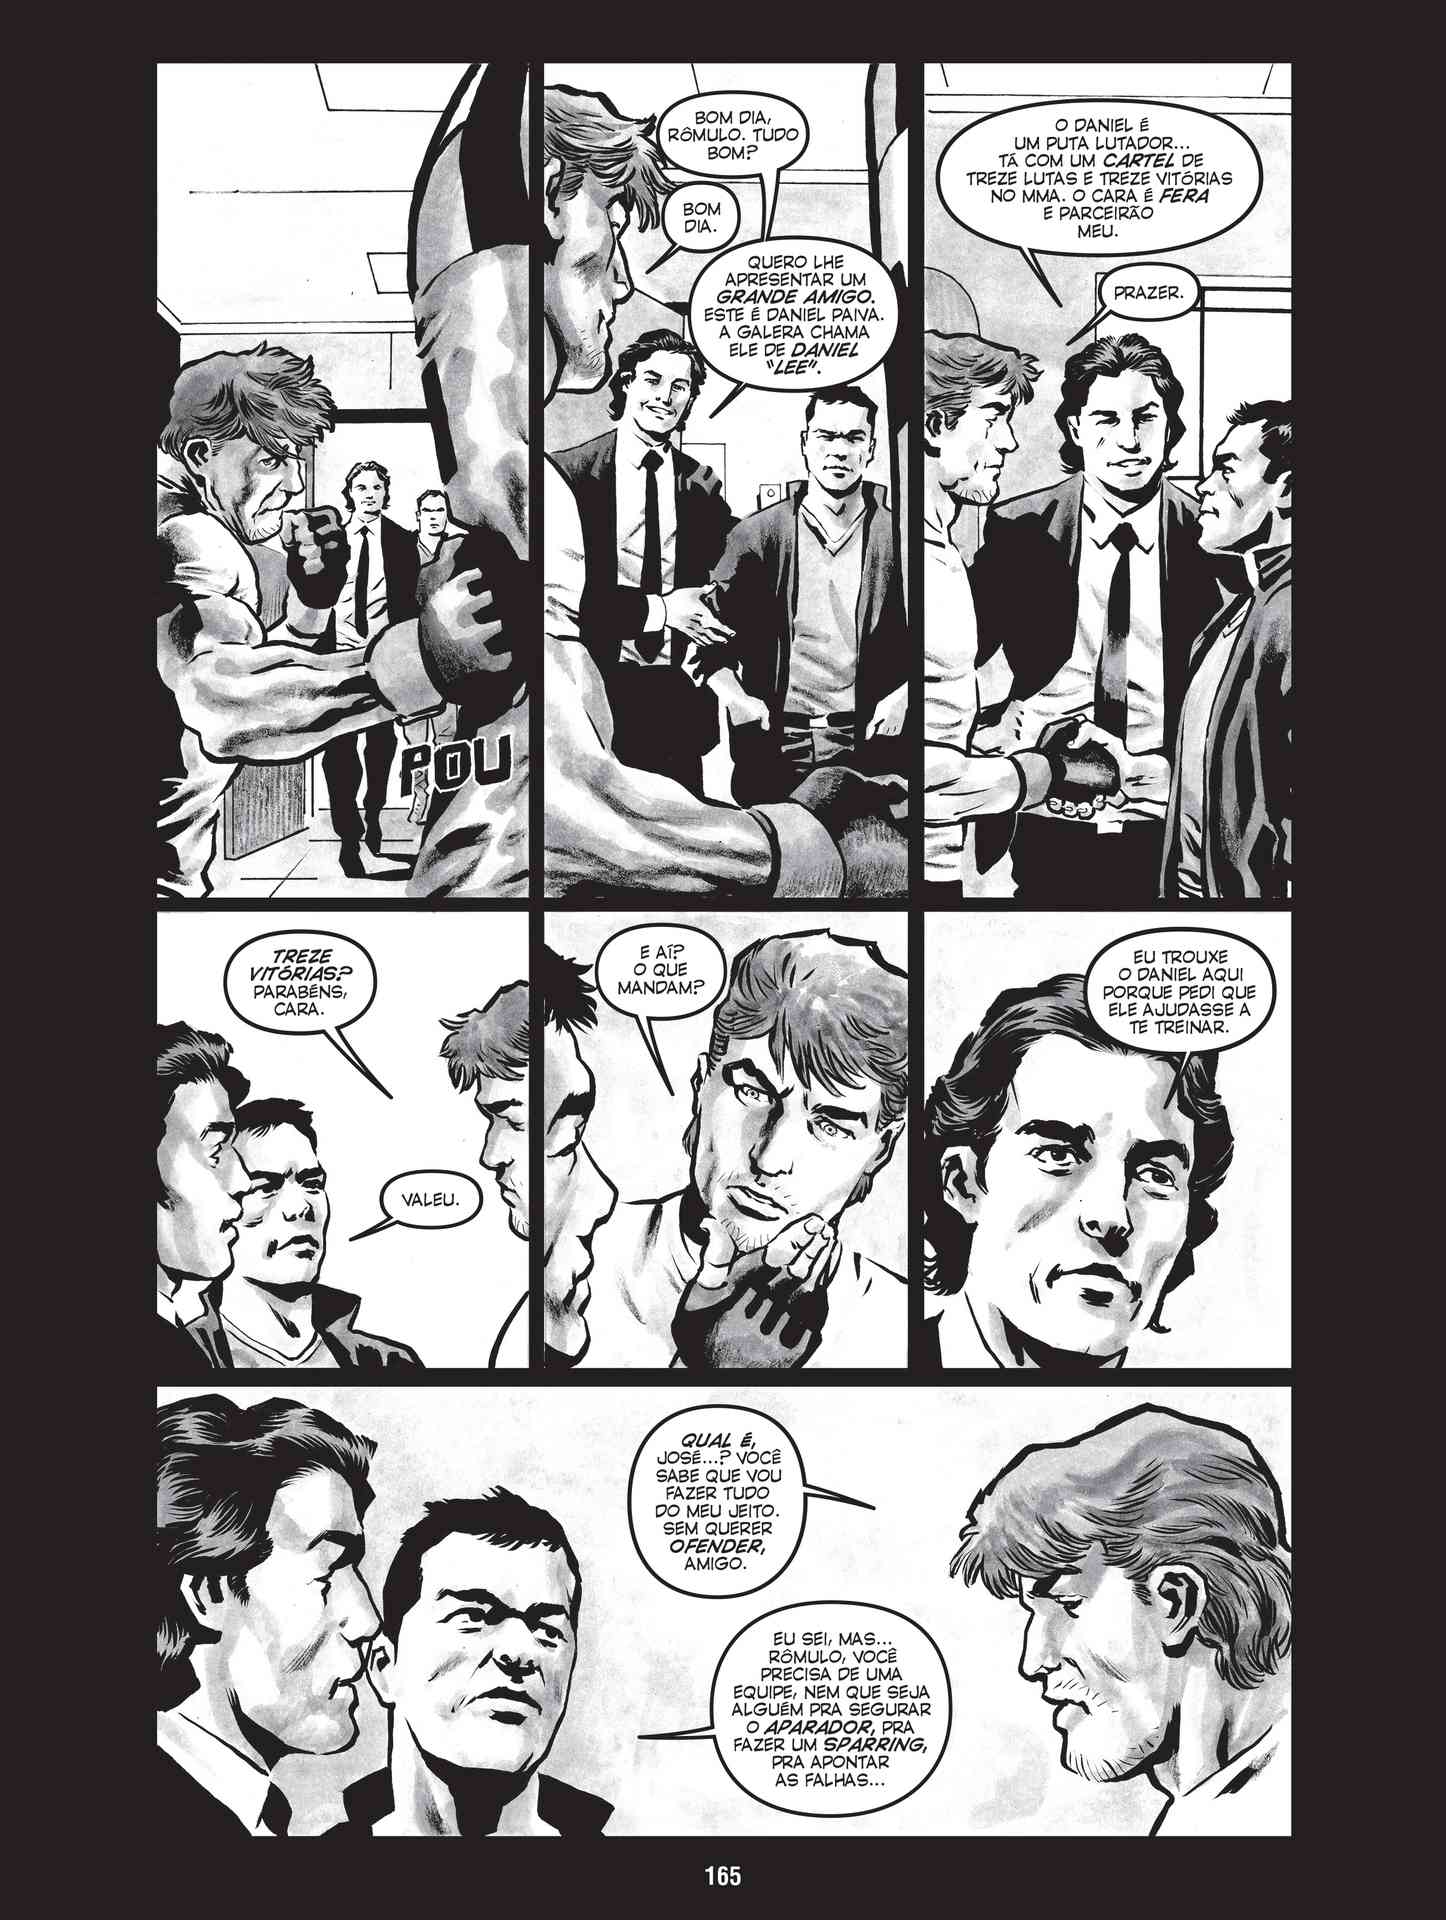 POU
BOM DIA,
RÔMULO. TUDO
BOM?
BOM
DIA.
QUERO LHE
APRESENTAR UM
GRANDE AMIGO.
ESTE É DANIEL PAIVA.
A GALERA CHAMA
ELE DE DANIEL
"LEE".
O DANIEL É
UM PUTA LUTADOR...
TÁ COM UM CARTEL DE
TREZE LUTAS E TREZE VITÓRIAS
NO MMA. O CARA É FERA
E PARCEIRÃO
MEU.
PRAZER.
TREZE
VITÓRIAS?
PARABÉNS,
CARA.
VALEU.
E AÍ?
O QUE
MANDAM?
EU TROUXE
O DANIEL AQUI
PORQUE PEDI QUE
ELE AJUDASSE A
TE TREINAR.
QUAL É,
JOSÉ...? VOCÊ
SABE QUE VOU
FAZER TUDO
DO MEU JEITO.
SEM QUERER
OFENDER,
AMIGO.
EU SEI, MAS...
RÔMULO, VOCÊ
PRECISA DE UMA
EQUIPE, NEM QUE SEJA
ALGUÉM PRA SEGURAR
O APARADOR, PRA
FAZER UM SPARRING,
PRA APONTAR
AS FALHAS...
165